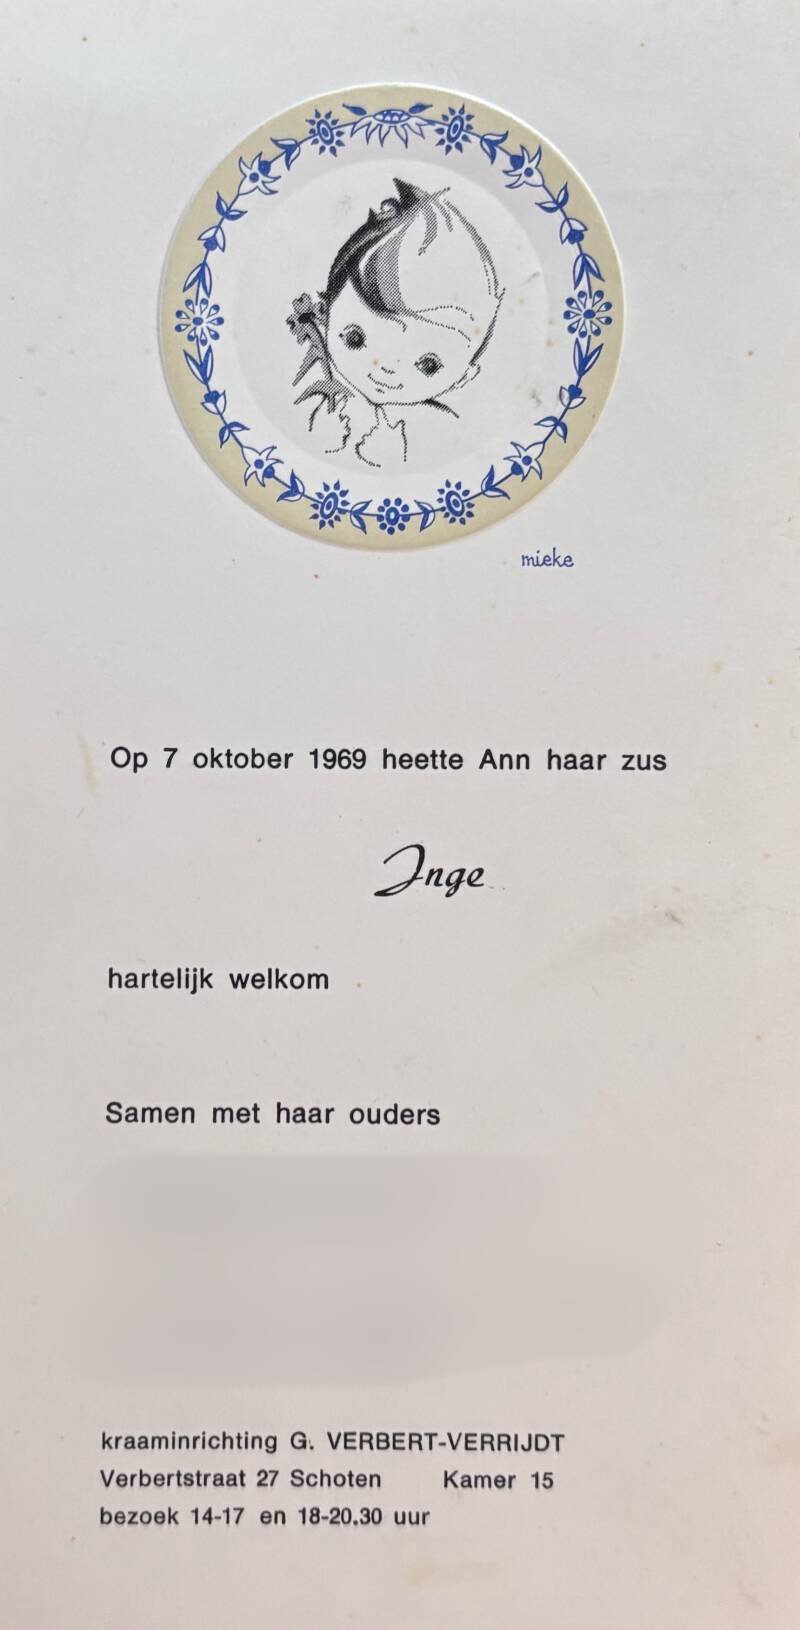 mieke
Op 7 oktober 1969 heette Ann haar zus
Inge
hartelijk welkom
Samen met haar ouders
kraaminrichting G. VERBERT-VERRIJDT
Verbertstraat 27 Schoten Kamer 15
bezoek 14-17 en 18-20.30 uur